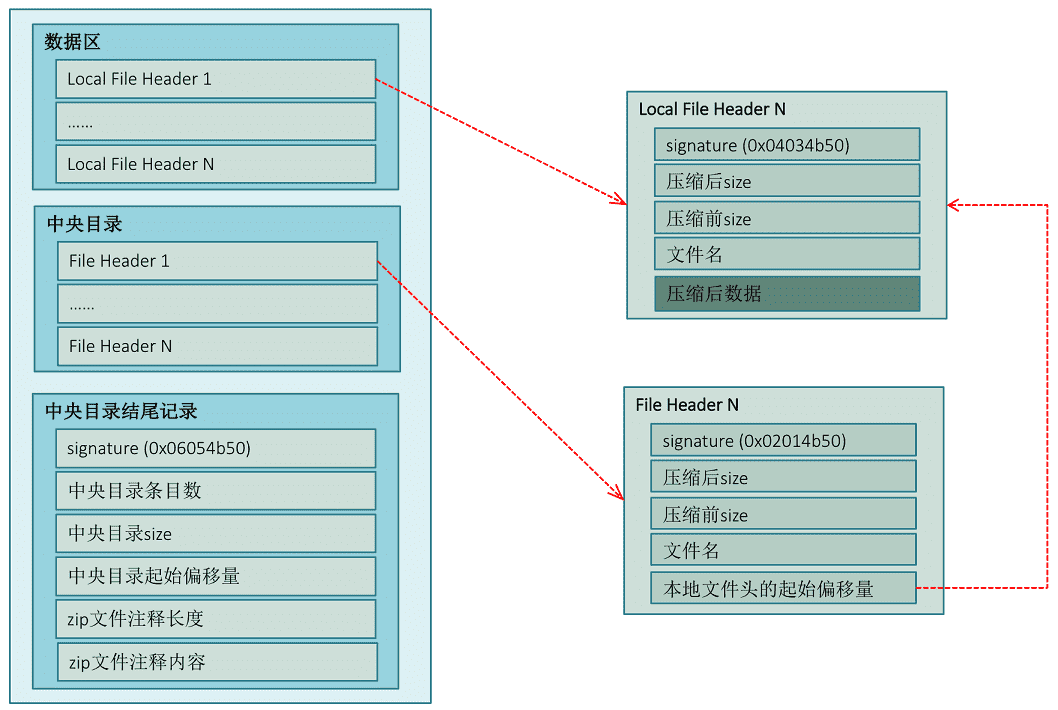 数据区
Local File Header 1
......
Local File Header N
中央目录
File Header 1
......
File Header N
中央目录结尾记录
signature (0x06054b50)
中央目录条目数
中央目录size
中央目录起始偏移量
zip文件注释长度
zip文件注释内容
Local File Header N
signature (0x04034b50)
压缩后size
压缩前size
文件名
压缩后数据
File Header N
signature (0x02014b50)
压缩后size
压缩前size
文件名
本地文件头的起始偏移量